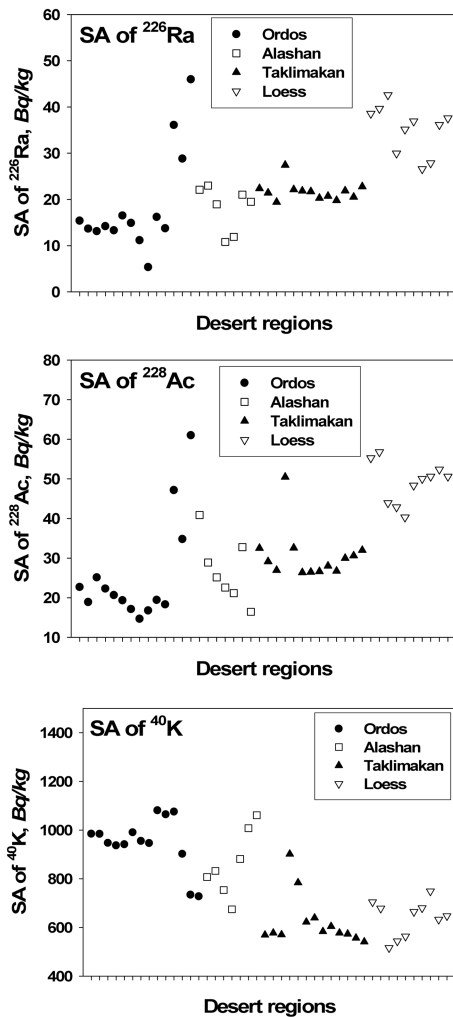 SA of ²²⁶Ra
Ordos
Alashan
Taklimakan
Loess
SA of ²²⁶Ra, Bq/kg
60
50
40
30
20
10
0
Desert regions
SA of ²²⁸Ac
Ordos
Alashan
Taklimakan
Loess
SA of ²²⁸Ac, Bq/kg
80
70
60
50
40
30
20
10
Desert regions
SA of ⁴⁰K
Ordos
Alashan
Taklimakan
Loess
SA of ⁴⁰K, Bq/kg
1400
1200
1000
800
600
400
Desert regions